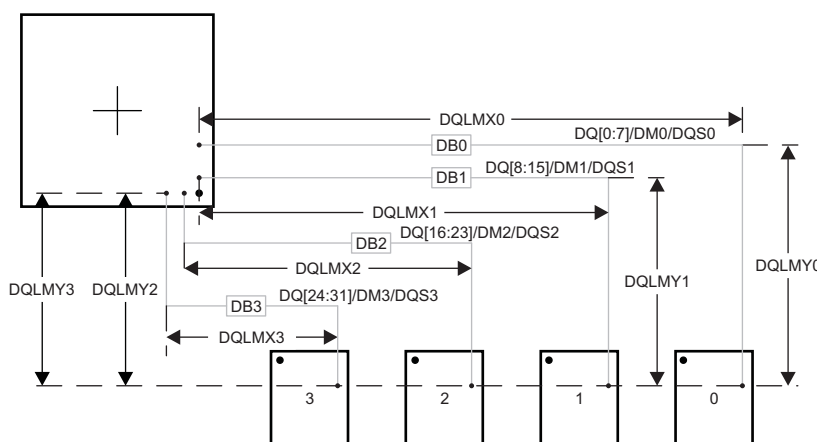 DQLMX0
DQ[0:7]/DM0/DQS0
DB0
DQ[8:15]/DM1/DQS1
DB1
DQLMX1
DQ[16:23]/DM2/DQS2
DB2
DQLMX2
DQLMY0
DQLMY1
DQLMY3
DQLMY2
DQ[24:31]/DM3/DQS3
DB3
DQLMX3
3
2
1
0